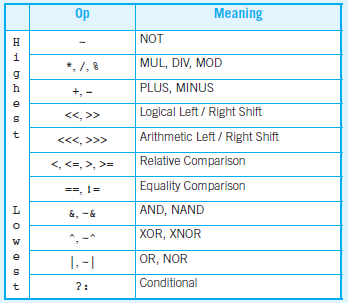 Op Meaning
Highest
~ NOT
*, /, % MUL, DIV, MOD
+, - PLUS, MINUS
<<, >> Logical Left / Right Shift
<<<, >>> Arithmetic Left / Right Shift
<, <=, >, >= Relative Comparison
==, != Equality Comparison
Lowest
&, ~& AND, NAND
^, ~^ XOR, XNOR
|, ~| OR, NOR
?: Conditional